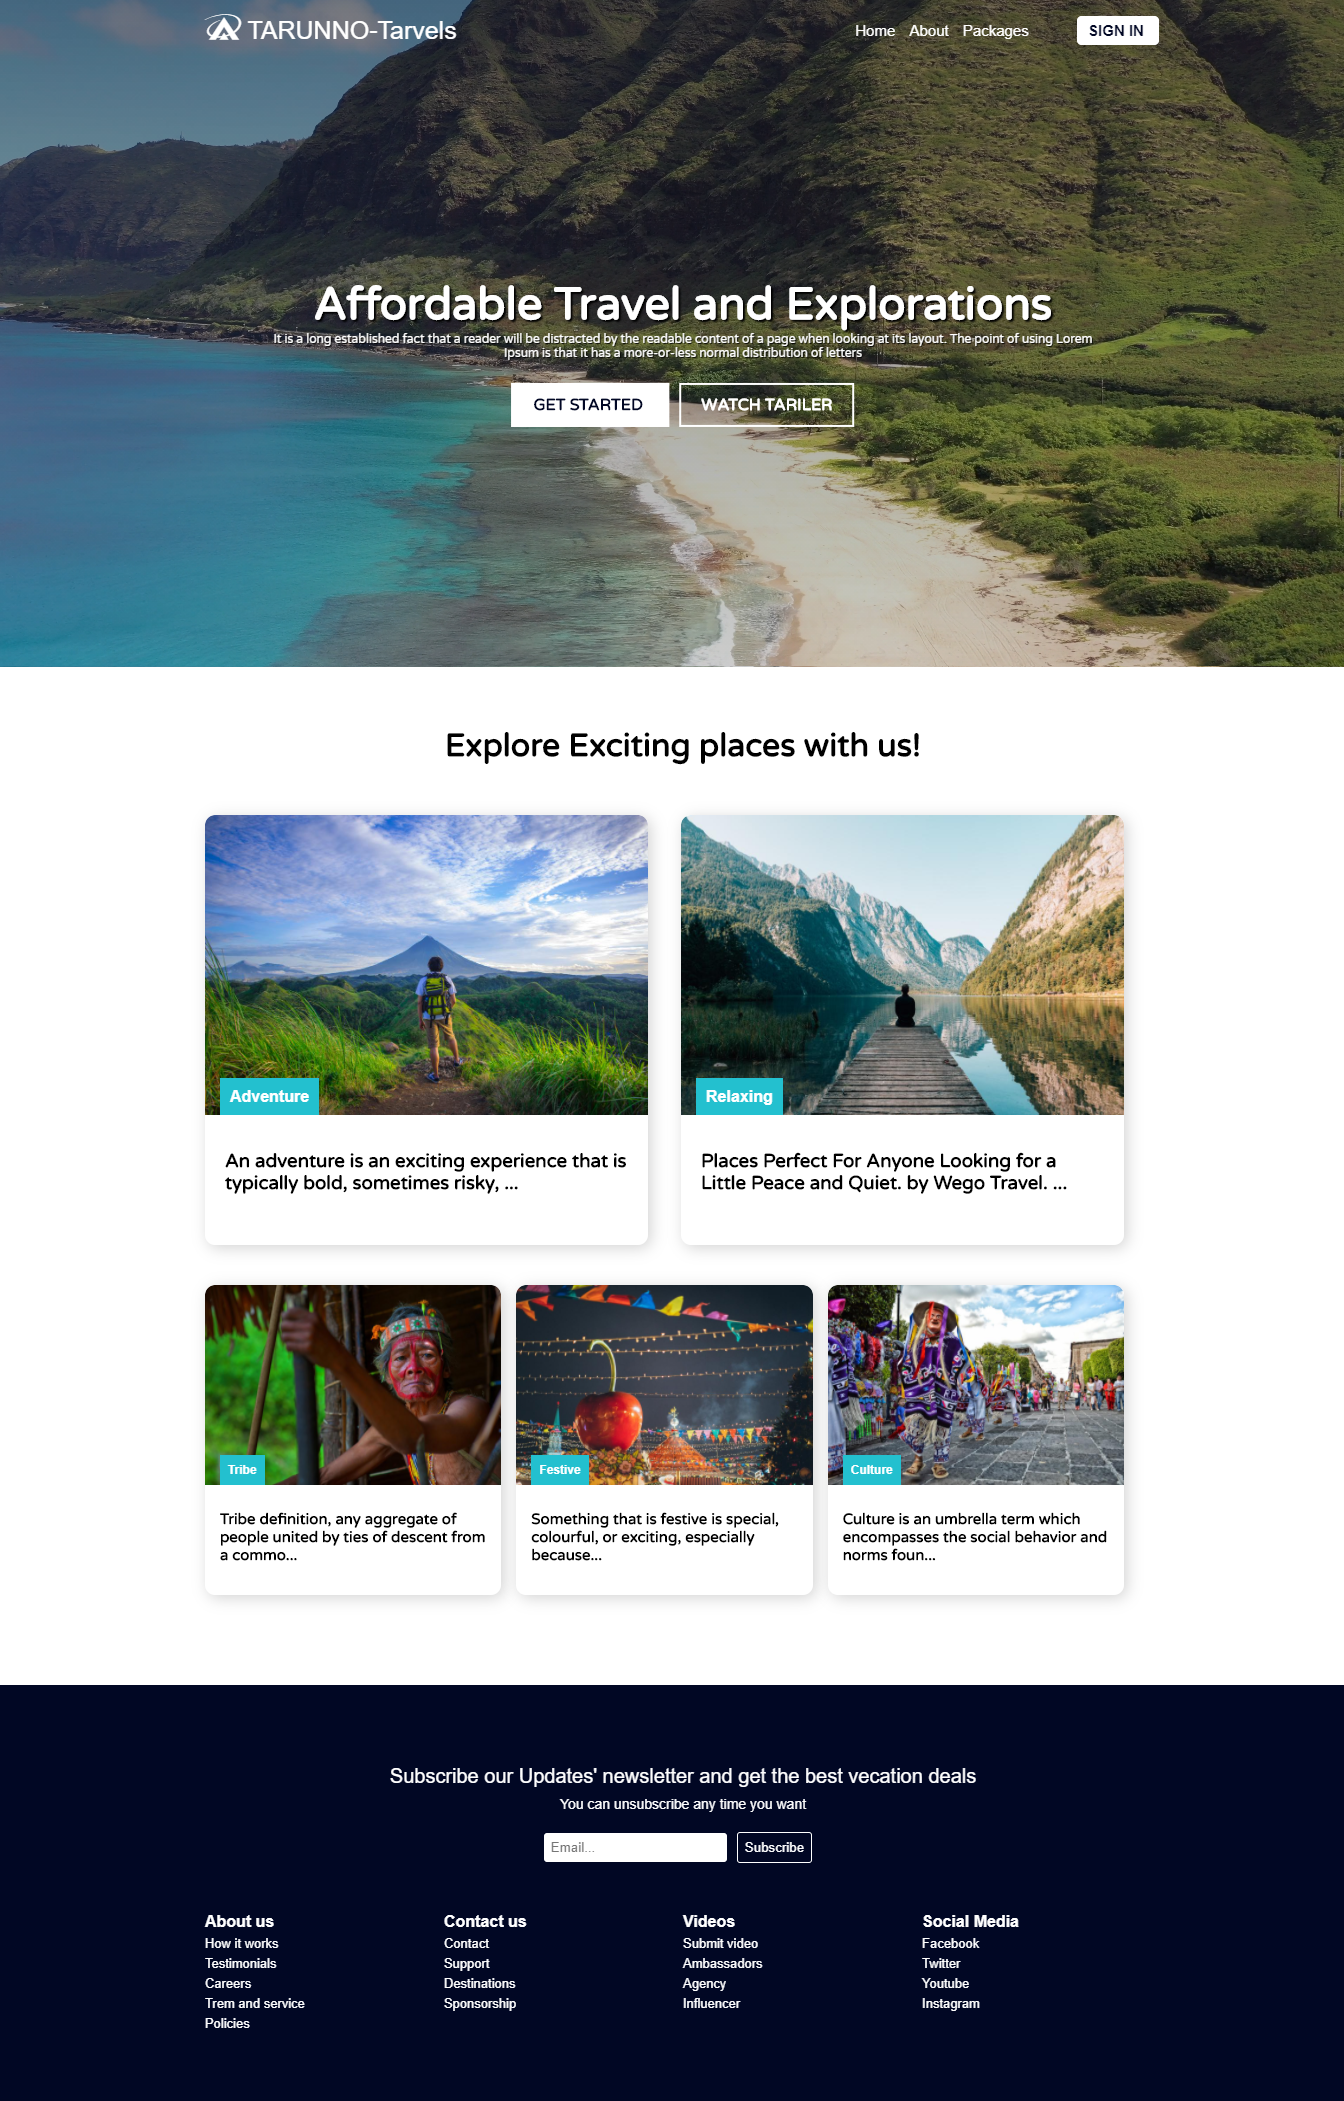 TARUNNO-Tarvels
Home About Packages
SIGN IN
Affordable Travel and Explorations
It is a long established fact that a reader will be distracted by the readable content of a page when looking at its layout. The point of using Lorem
Ipsum is that it has a more-or-less normal distribution of letters
GET STARTED
WATCH TARILER
Explore Exciting places with us!
Adventure
An adventure is an exciting experience that is
typically bold, sometimes risky, ...
Relaxing
Places Perfect For Anyone Looking for a
Little Peace and Quiet. by Wego Travel. ...
Tribe
Tribe definition, any aggregate of
people united by ties of descent from
a commo...
Festive
Something that is festive is special,
colourful, or exciting, especially
because...
Culture
Culture is an umbrella term which
encompasses the social behavior and
norms foun...
Subscribe our Updates' newsletter and get the best vecation deals
You can unsubscribe any time you want
Email...
Subscribe
About us
How it works
Testimonials
Careers
Trem and service
Policies
Contact us
Contact
Support
Destinations
Sponsorship
Videos
Submit video
Ambassadors
Agency
Influencer
Social Media
Facebook
Twitter
Youtube
Instagram